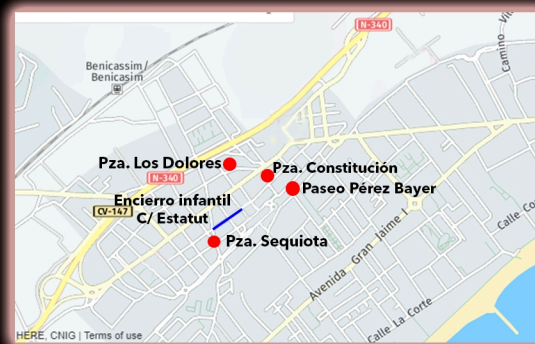 N-340
Camino
Benicassim /
Benicasim
Pza. Los Dolores
Pza. Constitución
N-340
Paseo Pérez Bayer
Encierro infantil
C/ Estatut
CV-147
Pza. Sequiota
Calle Co
Avenida Gran Jaime I
Calle La Corte
HERE, CNIG | Terms of use